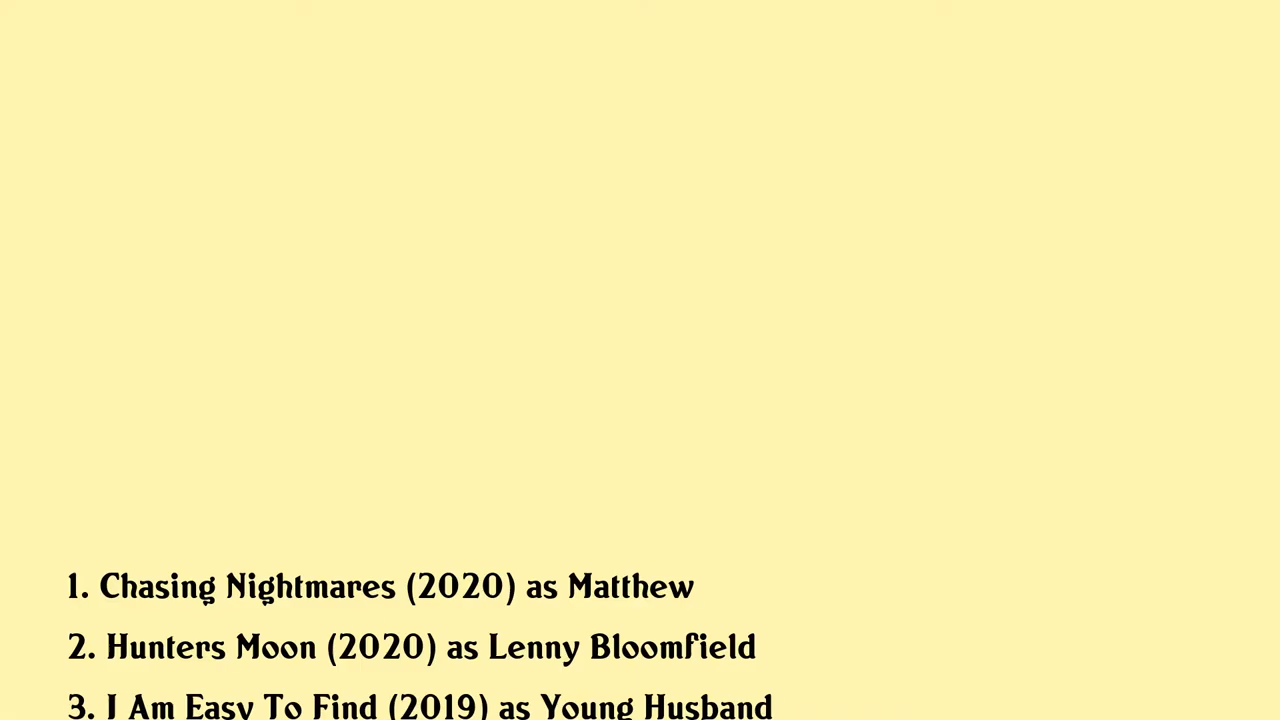 1. Chasing Nightmares (2020) as Matthew
2. Hunters Moon (2020) as Lenny Bloomfield
3. I Am Easy To Find (2019) as Young Husband